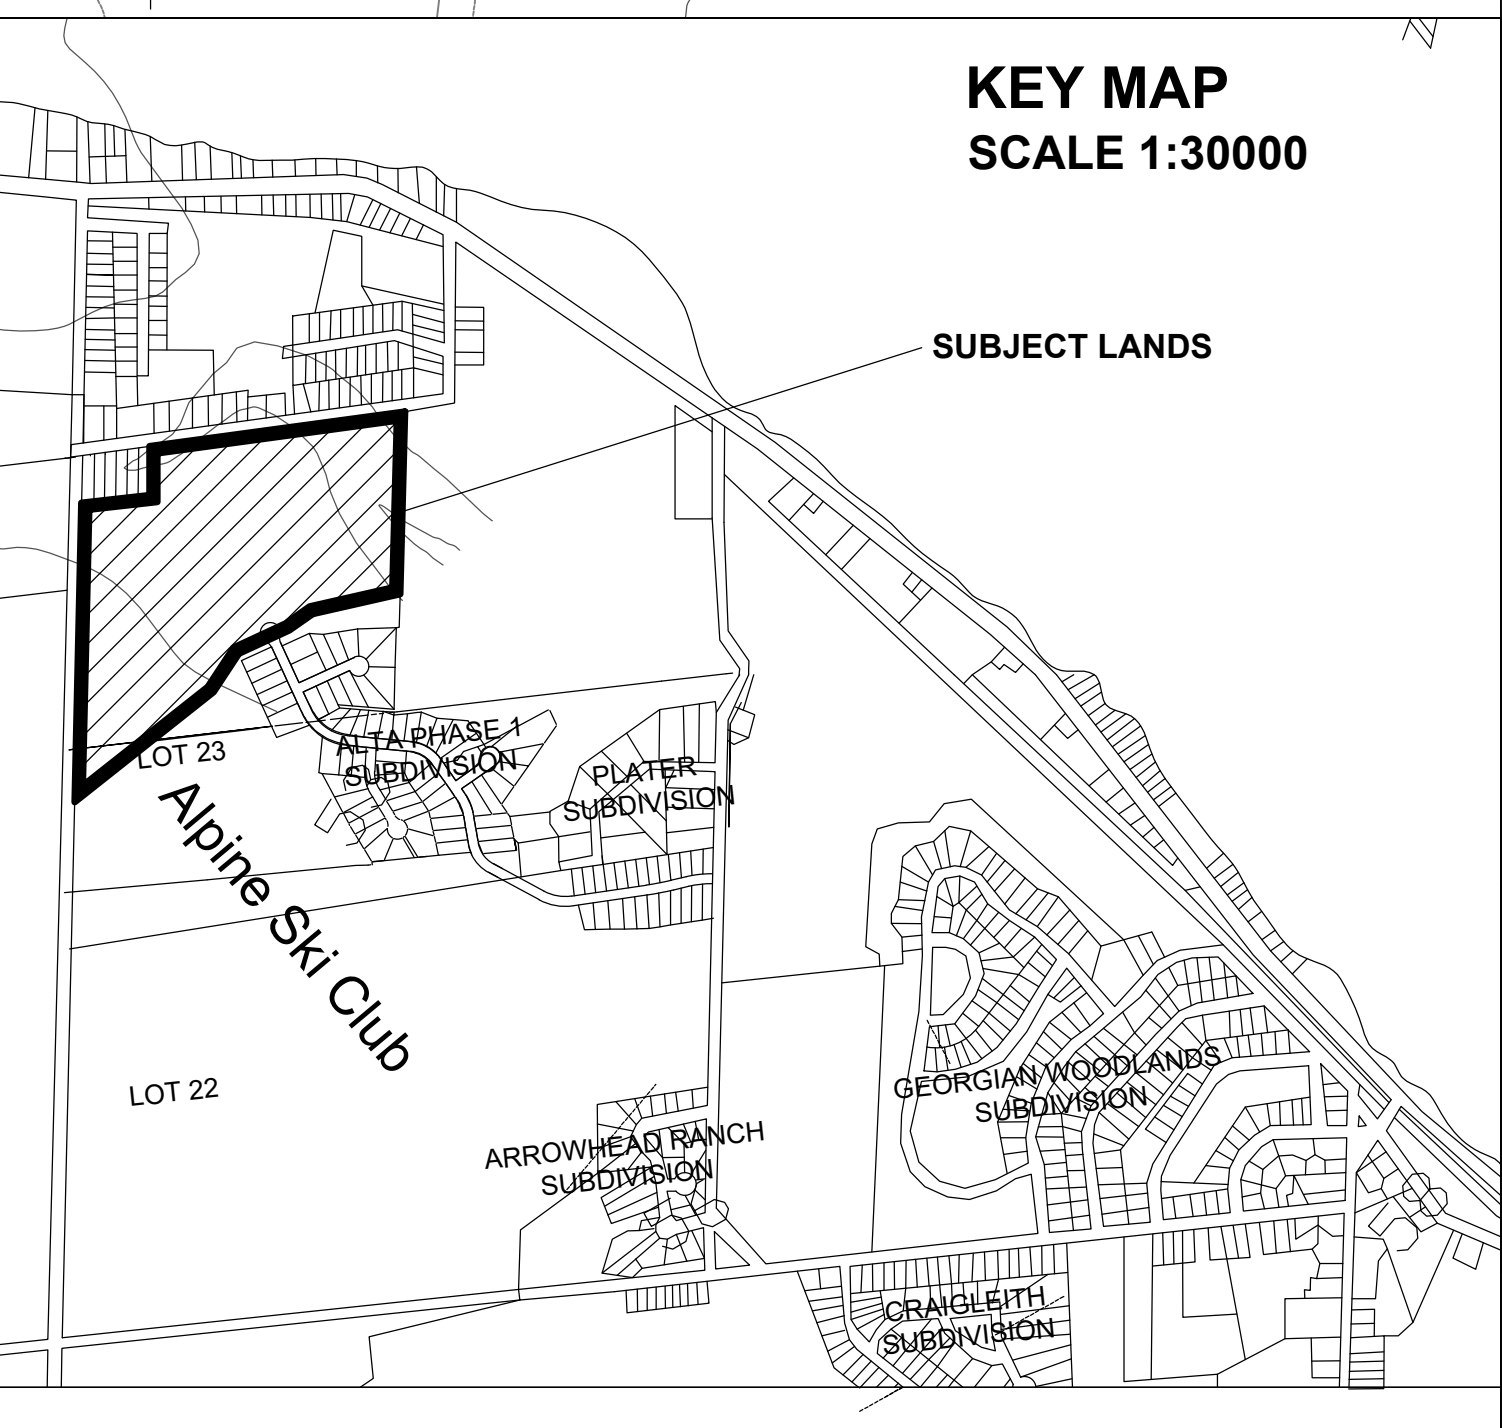 KEY MAP
SCALE 1:30000
SUBJECT LANDS
ALTA PHASE 1
SUBDIVISION
LOT 23
PLATER
SUBDIVISION
Alpine Ski Club
LOT 22
GEORGIAN WOODLANDS
SUBDIVISION
ARROWHEAD RANCH
SUBDIVISION
CRAIGLEITH
SUBDIVISION